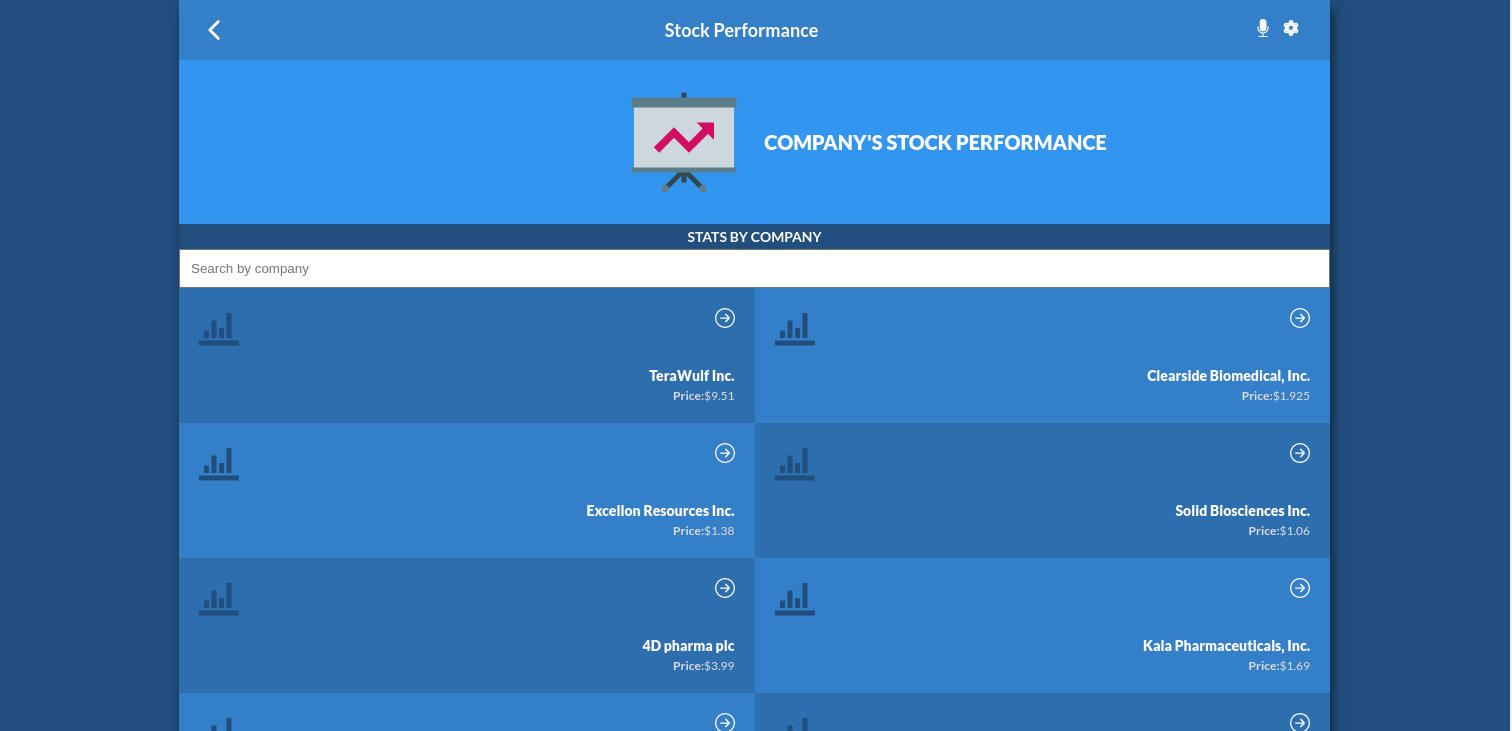 Stock Performance
COMPANY'S STOCK PERFORMANCE
STATS BY COMPANY
Search by company
TeraWulf Inc.
Price:$9.51
Clearside Biomedical, Inc.
Price:$1.925
Excellon Resources Inc.
Price:$1.38
Solid Biosciences Inc.
Price:$1.06
4D pharma plc
Price:$3.99
Kala Pharmaceuticals, Inc.
Price:$1.69